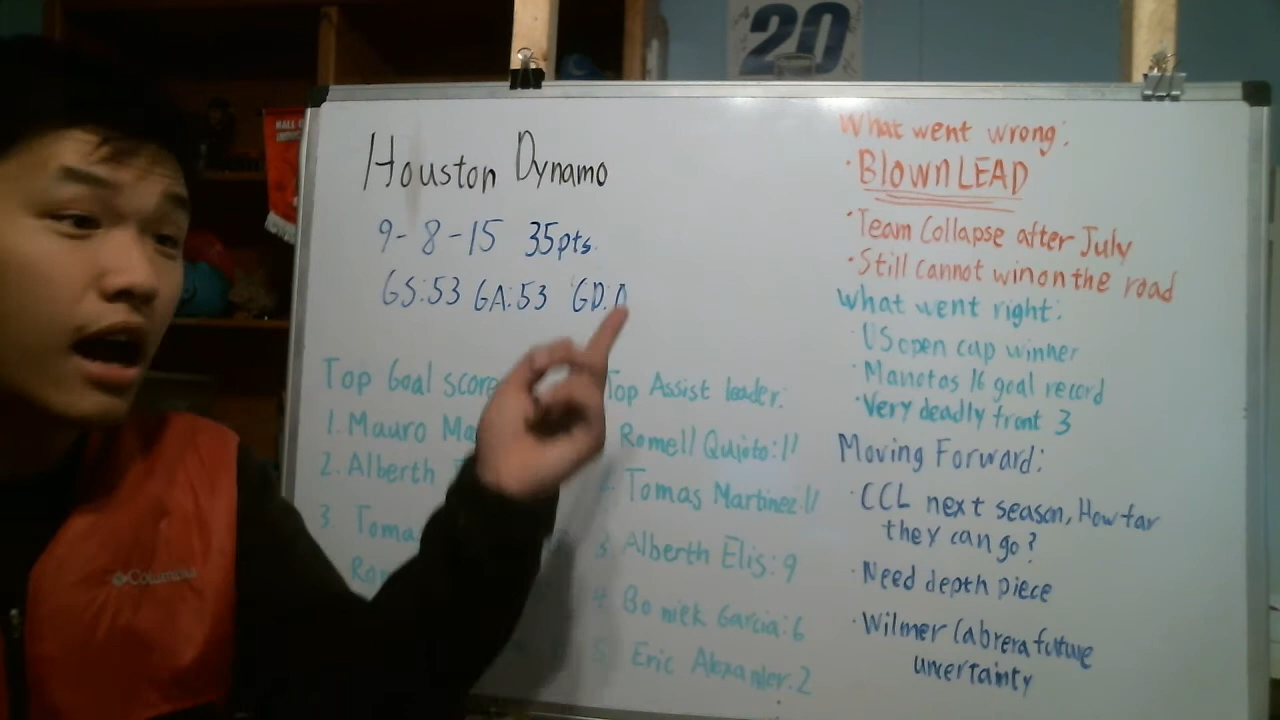 20
HALL
Houston Dynamo
9-8-15 35pts.
GS:53 GA:53 GD:
Top Goal score
1. Mauro Ma
2. Alberth
3. Toma
Top Assist leader:
Romell Quioto:11
Tomas Martinez:11
3 Alberth Elis:9
4 Boniek Garcia:6
5 Eric Alexanler:2
What went wrong:
· Blown LEAD
· Team Collapse after July
· Still cannot win on the road
What went right:
· US open cup winner
· Manotas 16 goal record
· Very deadly front 3
Moving Forward:
· CCL next season, How far
they can go?
· Need depth piece
· Wilmer Cabrera future
uncertainty
Columbia